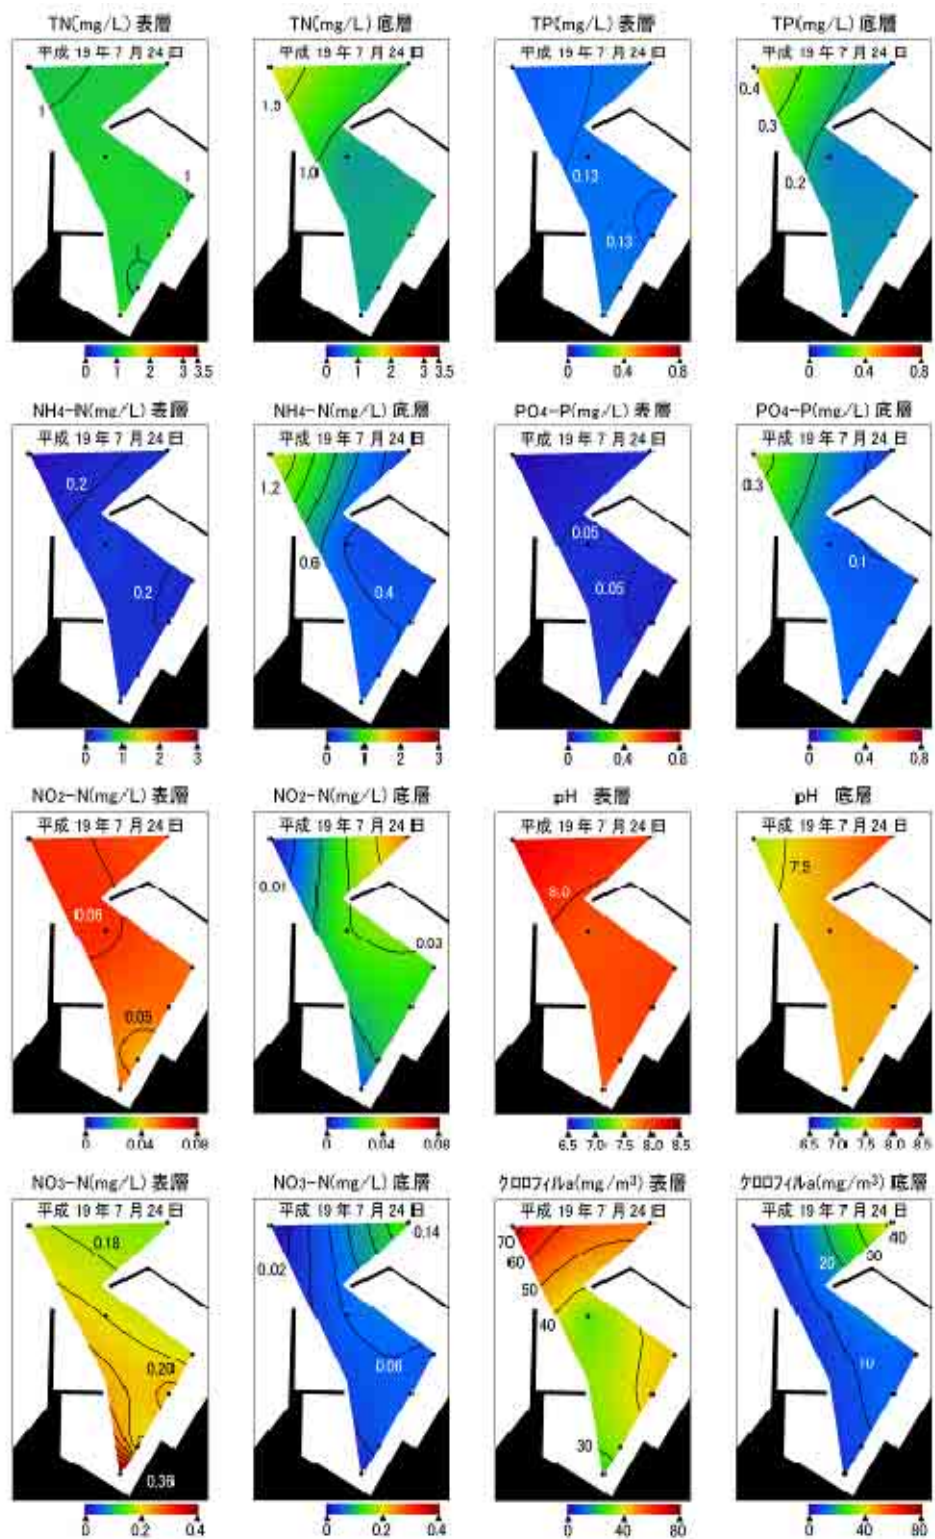 TN(mg/L) 表層
平成 19 年 7 月 24 日
1
1
1
0 1 2 3 3.5
TN(mg/L) 底層
平成 19 年 7 月 24 日
1.0
0 1 2 3 3.5
TP(mg/L) 表層
平成 19 年 7 月 24 日
0.13
0.13
0 0.4 0.8
TP(mg/L) 底層
平成 19 年 7 月 24 日
0.4
0.3
0.2
0 0.4 0.8
NH4-N(mg/L) 表層
平成 19 年 7 月 24 日
0.2
0.2
0 1 2 3
NH4-N(mg/L) 底層
平成 19 年 7 月 24 日
1.2
0.6
0.4
0 1 2 3
PO4-P(mg/L) 表層
平成 19 年 7 月 24 日
0.05
0.05
0 0.4 0.8
PO4-P(mg/L) 底層
平成 19 年 7 月 24 日
0.3
0.1
0 0.4 0.8
NO2-N(mg/L) 表層
平成 19 年 7 月 24 日
0.06
0.05
0 0.04 0.08
NO2-N(mg/L) 底層
平成 19 年 7 月 24 日
0.01
0.03
0 0.04 0.08
pH 表層
平成 19 年 7 月 24 日
8.0
6.5 7.0 7.5 8.0 8.5
pH 底層
平成 19 年 7 月 24 日
7.5
6.5 7.0 7.5 8.0 8.5
NO3-N(mg/L) 表層
平成 19 年 7 月 24 日
0.18
0.20
0.36
0 0.2 0.4
NO3-N(mg/L) 底層
平成 19 年 7 月 24 日
0.14
0.02
0.06
0 0.2 0.4
クロロフィルa(mg/m³) 表層
平成 19 年 7 月 24 日
70
60
50
40
30
0 40 80
クロロフィルa(mg/m³) 底層
平成 19 年 7 月 24 日
40
30
20
10
0 40 80